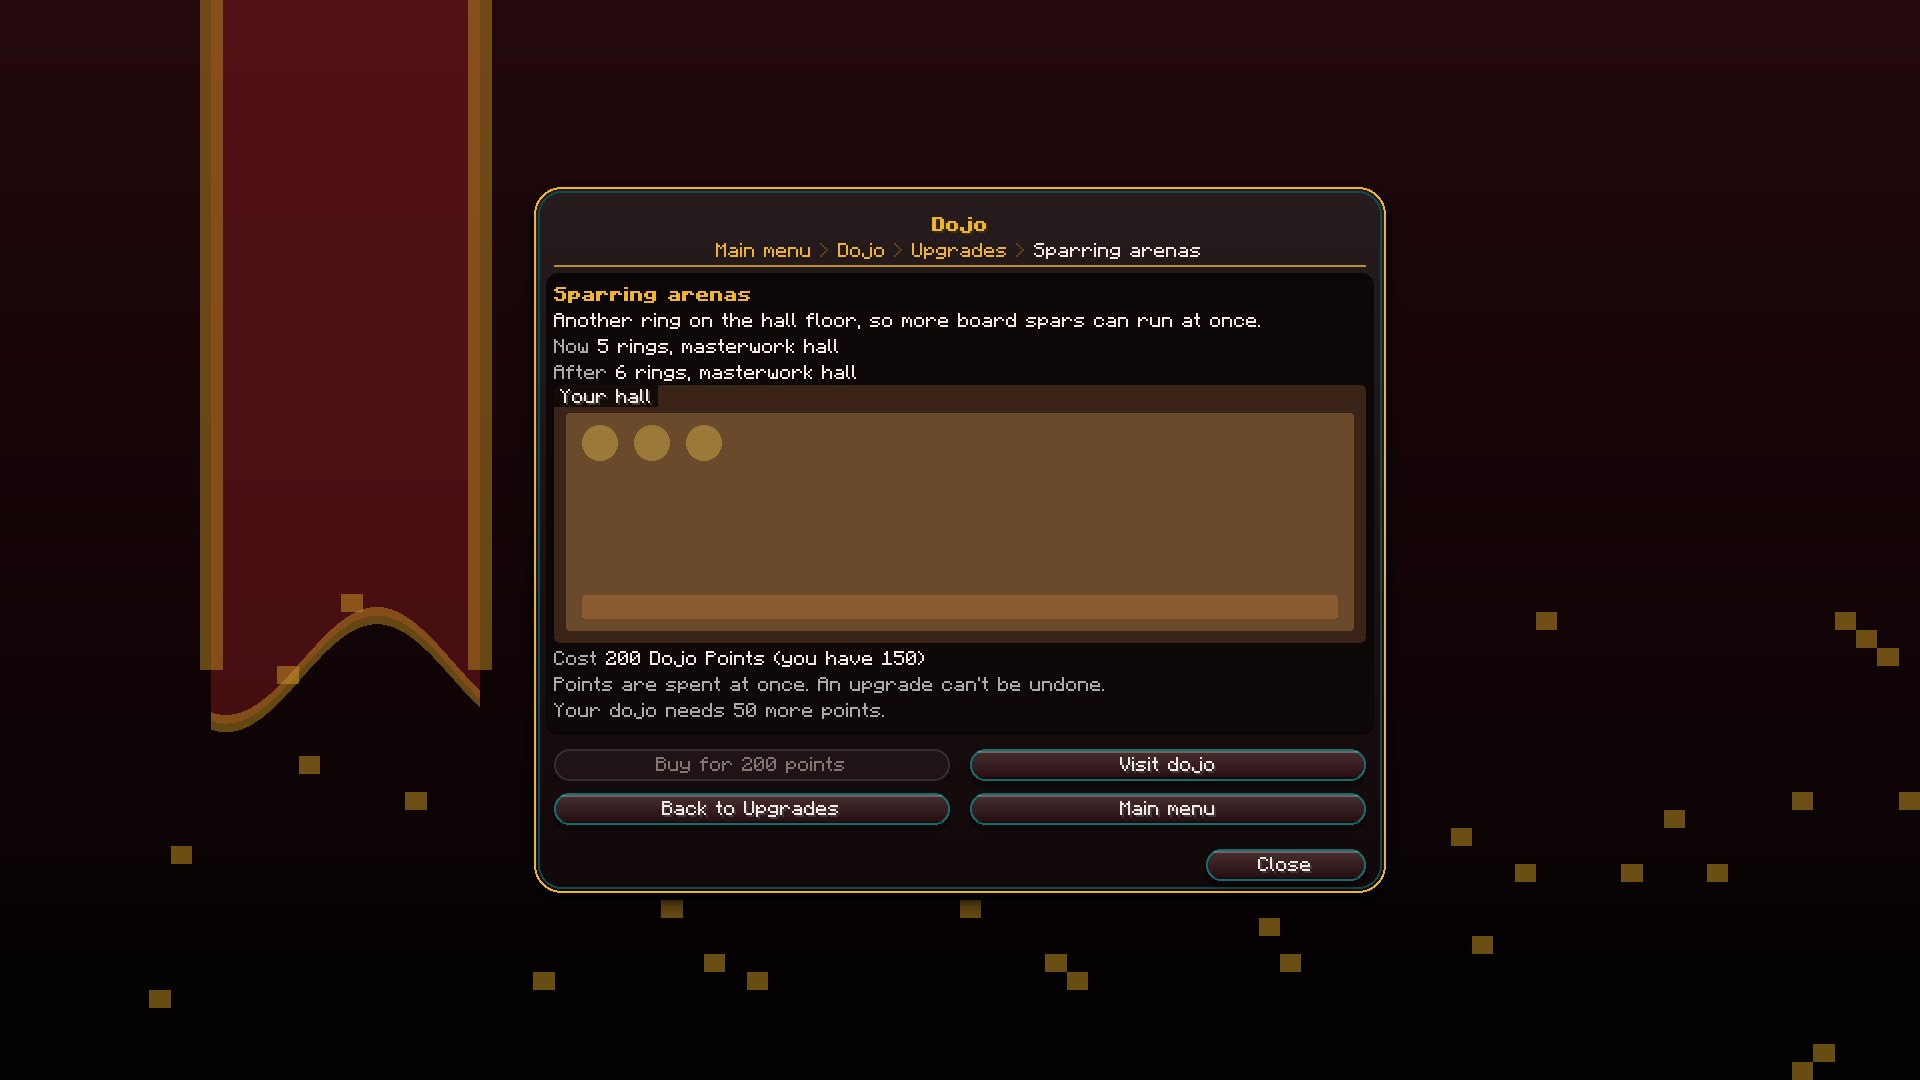 Dojo
Main menu > Dojo > Upgrades > Sparring arenas
Sparring arenas
Another ring on the hall floor, so more board spars can run at once.
Now 5 rings, masterwork hall
After 6 rings, masterwork hall
Your hall
Cost 200 Dojo Points (you have 150)
Points are spent at once. An upgrade can't be undone.
Your dojo needs 50 more points.
Buy for 200 points
Visit dojo
Back to Upgrades
Main menu
Close